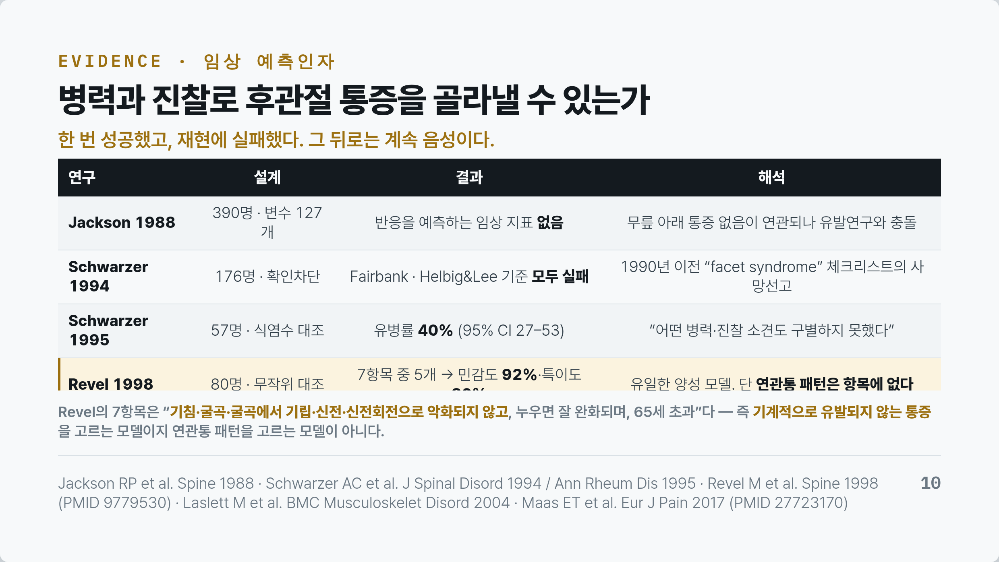 EVIDENCE · 임상 예측인자
병력과 진찰로 후관절 통증을 골라낼 수 있는가
한 번 성공했고, 재현에 실패했다. 그 뒤로는 계속 음성이다.
연구 설계 결과 해석
Jackson 1988
390명 · 변수 127
개
반응을 예측하는 임상 지표 없음
무릎 아래 통증 없음이 연관되나 유발연구와 충돌
Schwarzer
1994
176명 · 확인차단
Fairbank · Helbig&Lee 기준 모두 실패
1990년 이전 “facet syndrome” 체크리스트의 사
망선고
Schwarzer
1995
57명 · 식염수 대조
유병률 40% (95% CI 27–53)
“어떤 병력·진찰 소견도 구별하지 못했다”
Revel 1998
80명 · 무작위 대조
7항목 중 5개 → 민감도 92%·특이도
유일한 양성 모델. 단 연관통 패턴은 항목에 없다
Revel의 7항목은 “기침·굴곡·굴곡에서 기립·신전·신전회전으로 악화되지 않고, 누우면 잘 완화되며, 65세 초과”다 — 즉 기계적으로 유발되지 않는 통증
을 고르는 모델이지 연관통 패턴을 고르는 모델이 아니다.
Jackson RP et al. Spine 1988 · Schwarzer AC et al. J Spinal Disord 1994 / Ann Rheum Dis 1995 · Revel M et al. Spine 1998
(PMID 9779530) · Laslett M et al. BMC Musculoskelet Disord 2004 · Maas ET et al. Eur J Pain 2017 (PMID 27723170)
10